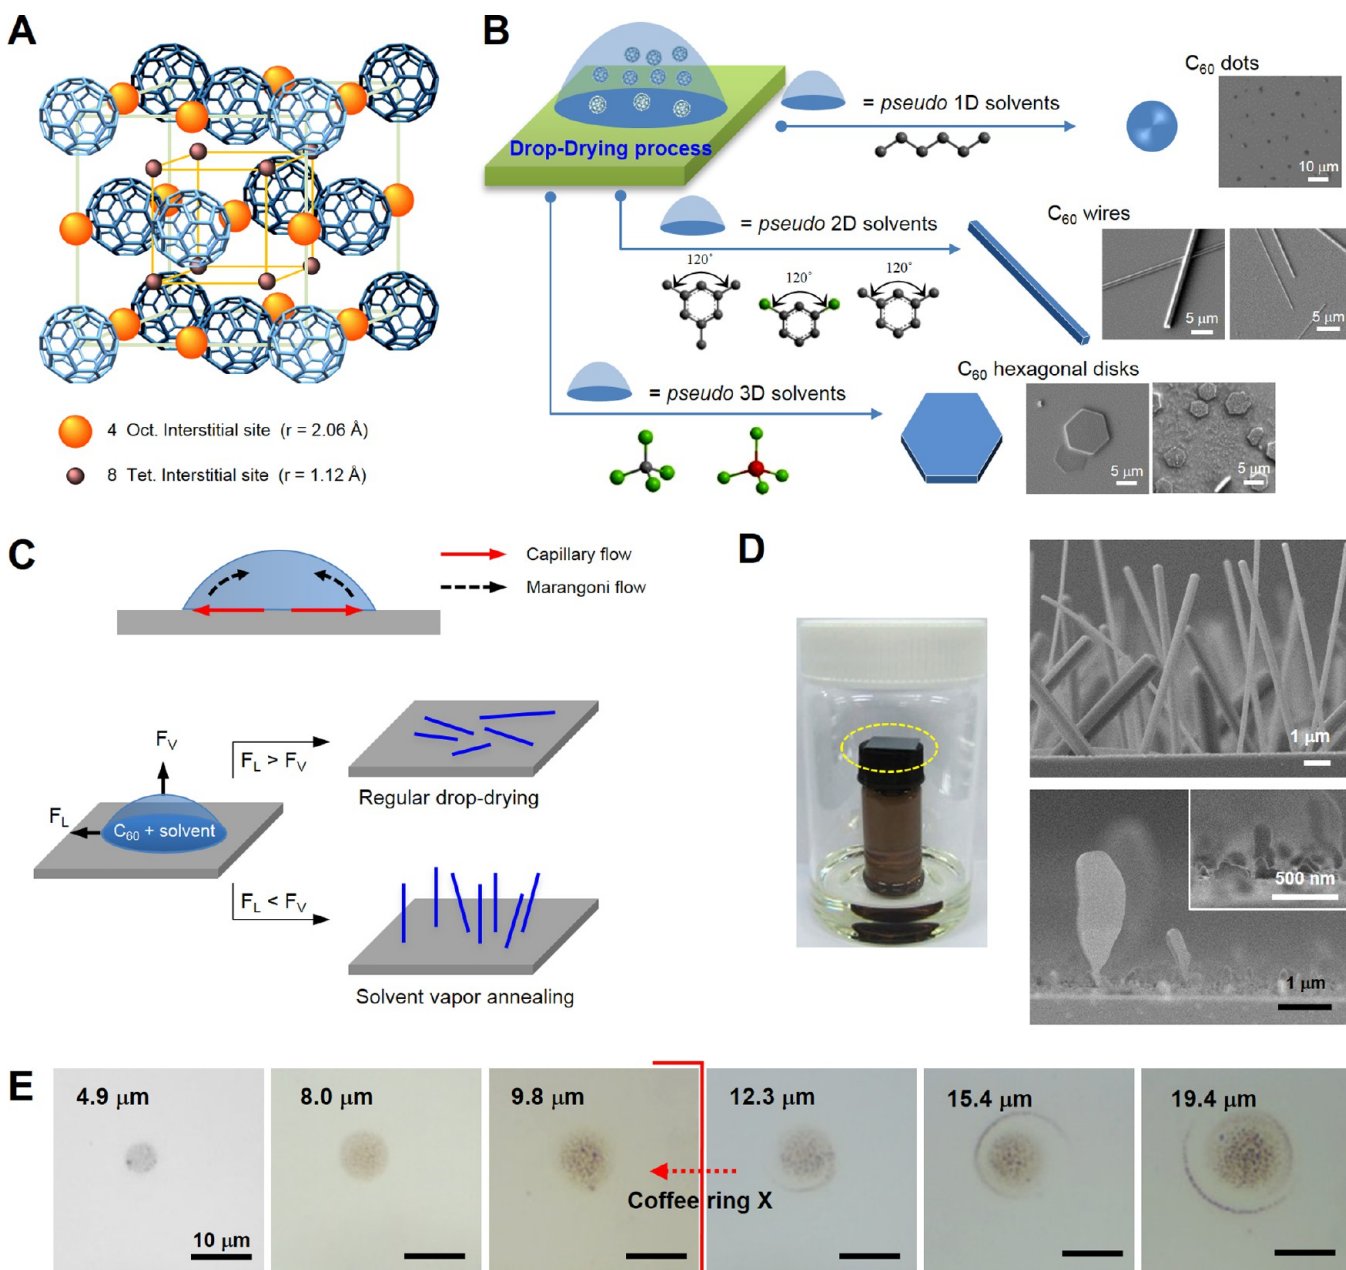 A
4 Oct. Interstitial site (r = 2.06 Å)
8 Tet. Interstitial site (r = 1.12 Å)
B
Drop-Drying process
= pseudo 1D solvents
C60 dots
10 μm
= pseudo 2D solvents
120°
120°
120°
C60 wires
5 μm
5 μm
= pseudo 3D solvents
C60 hexagonal disks
5 μm
5 μm
C
Capillary flow
Marangoni flow
FV
FL
C60 + solvent
FL > FV
Regular drop-drying
FL < FV
Solvent vapor annealing
D
1 μm
500 nm
1 μm
E
4.9 μm
8.0 μm
9.8 μm
12.3 μm
15.4 μm
19.4 μm
Coffee ring X
10 μm